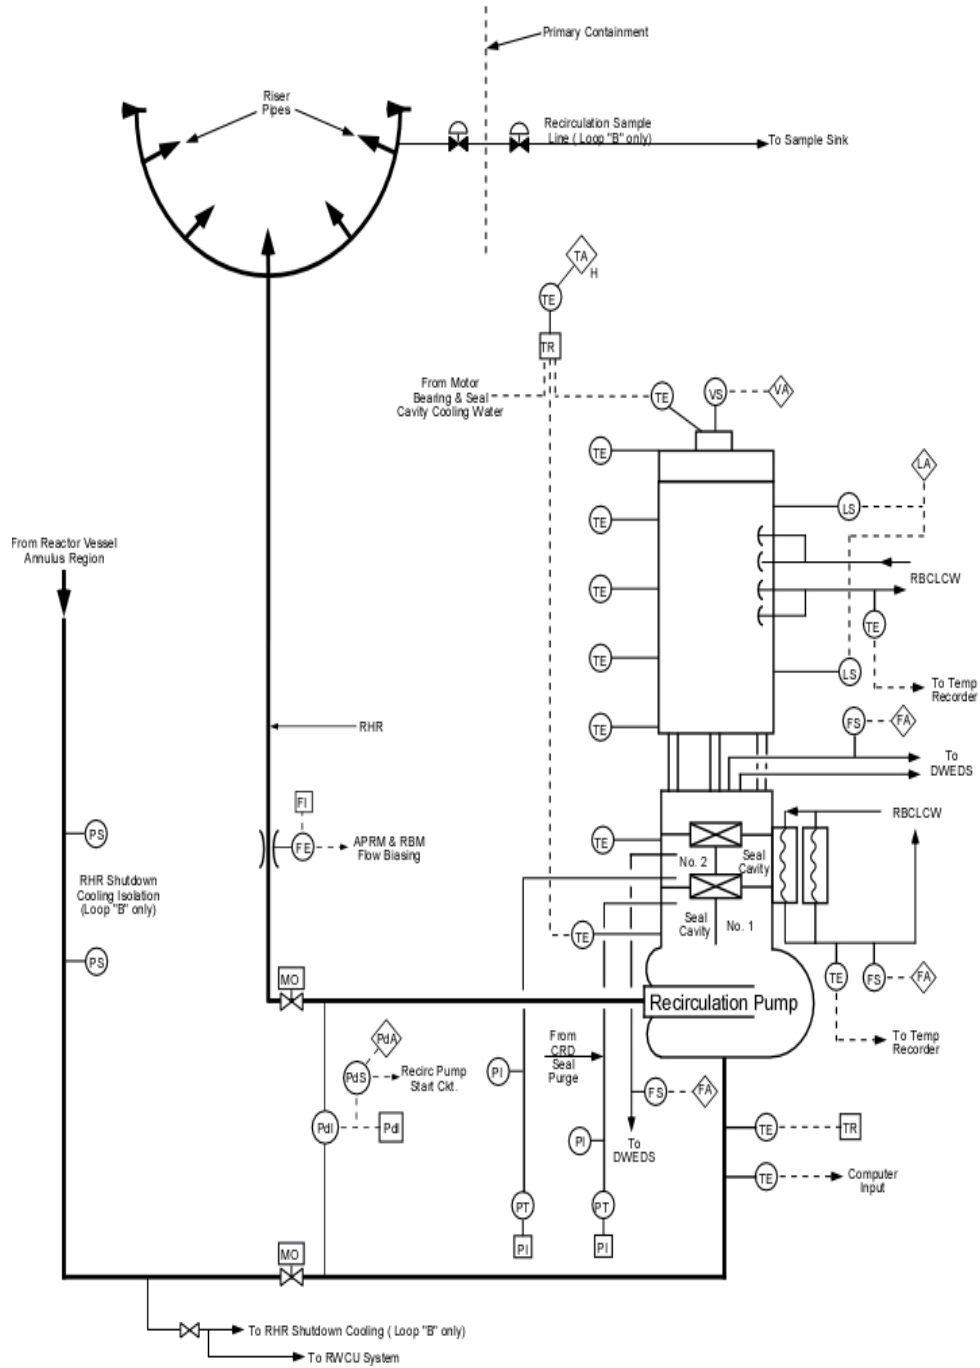 Primary Containment
Riser
Pipes
Recirculation Sample
Line ( Loop "B" only)
To Sample Sink
TA
H
TE
TR
From Motor
Bearing & Seal
Cavity Cooling Water
TE
VS
VA
TE
LA
TE
LS
From Reactor Vessel
Annulus Region
RBCLCW
TE
TE
TE
LS
To Temp
Recorder
TE
FS
FA
RHR
To
DWEDS
FI
RBCLCW
PS
FE
APRM & RBM
Flow Biasing
TE
No. 2
Seal
Cavity
RHR Shutdown
Cooling Isolation
(Loop "B" only)
Seal
Cavity
No. 1
TE
PS
MO
TE
FS
FA
Recirculation Pump
PdA
From
CRD
Seal
Purge
To Temp
Recorder
PdS
Recirc Pump
Start Ckt.
PI
FS
FA
PdI
PdI
PI
To
DWEDS
TE
TR
TE
Computer
Input
PT
PT
PI
PI
MO
To RHR Shutdown Cooling ( Loop "B" only)
To RWCU System